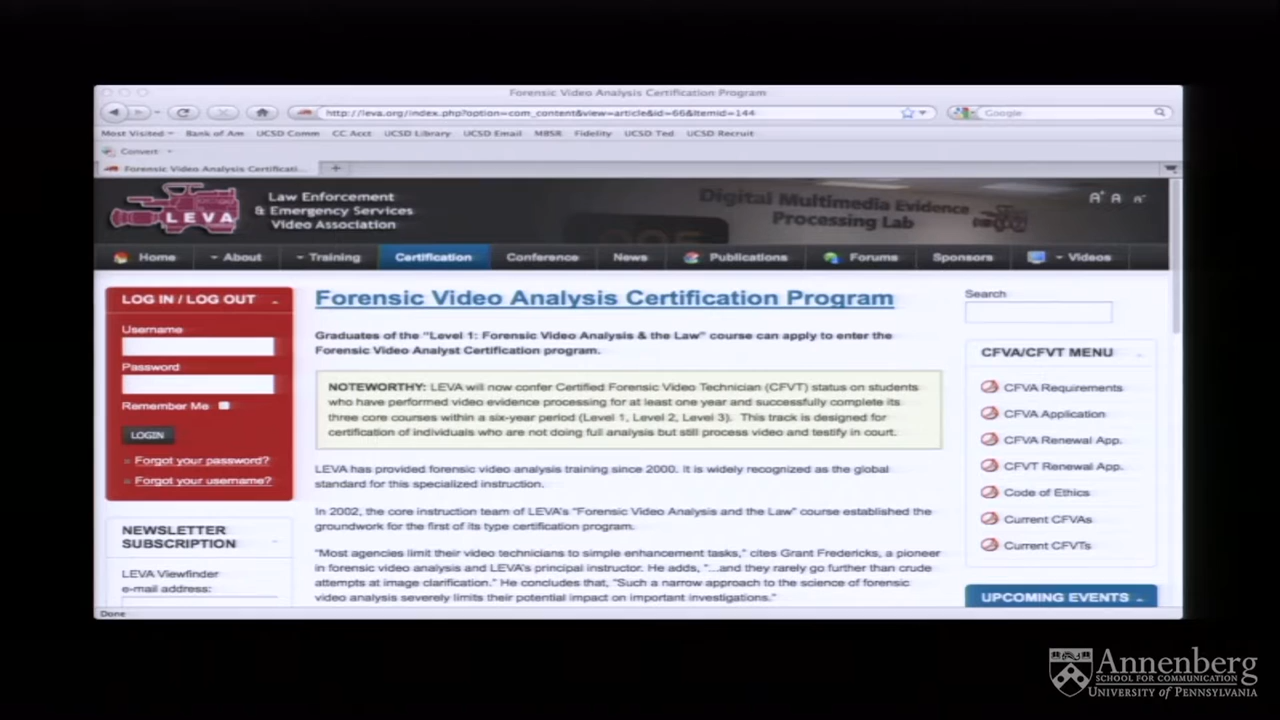 Forensic Video Analysis Certification Program
http://leva.org/index.php?option=com_content&view=article&id=66&Itemid=144
Google
Most Visited
Bank of Am
UCSD Comm
CC Acct
UCSD Library
UCSD Email
MBSR
Fidelity
UCSD Ted
UCSD Recruit
Convert
Forensic Video Analysis Certificati...
LEVA
Law Enforcement
& Emergency Services
Video Association
Digital Multimedia Evidence
Processing Lab
A+ A A-
Home
About
Training
Certification
Conference
News
Publications
Forums
Sponsors
Videos
LOG IN / LOG OUT
Username
Password
Remember Me
LOGIN
Forgot your password?
Forgot your username?
NEWSLETTER
SUBSCRIPTION
LEVA Viewfinder
e-mail address:
Forensic Video Analysis Certification Program
Graduates of the "Level 1: Forensic Video Analysis & the Law" course can apply to enter the
Forensic Video Analyst Certification program.
NOTEWORTHY: LEVA will now confer Certified Forensic Video Technician (CFVT) status on students
who have performed video evidence processing for at least one year and successfully complete its
three core courses within a six-year period (Level 1, Level 2, Level 3). This track is designed for
certification of individuals who are not doing full analysis but still process video and testify in court.
LEVA has provided forensic video analysis training since 2000. It is widely recognized as the global
standard for this specialized instruction.
In 2002, the core instruction team of LEVA's "Forensic Video Analysis and the Law" course established the
groundwork for the first of its type certification program.
"Most agencies limit their video technicians to simple enhancement tasks," cites Grant Fredericks, a pioneer
in forensic video analysis and LEVA's principal instructor. He adds, "...and they rarely go further than crude
attempts at image clarification." He concludes that, "Such a narrow approach to the science of forensic
video analysis severely limits their potential impact on important investigations."
Search
CFVA/CFVT MENU
CFVA Requirements
CFVA Application
CFVA Renewal App.
CFVT Renewal App.
Code of Ethics
Current CFVAs
Current CFVTs
UPCOMING EVENTS
Done
Annenberg
SCHOOL FOR COMMUNICATION
UNIVERSITY of PENNSYLVANIA